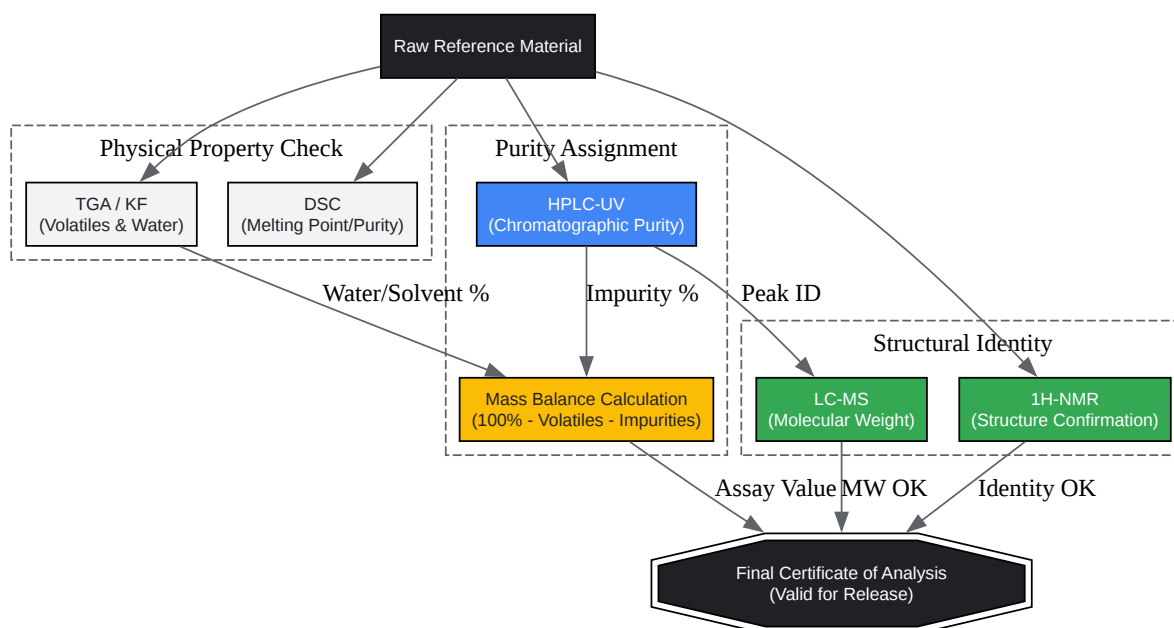 Raw Reference Material
Physical Property Check
Purity Assignment
TGA / KF
(Volatiles & Water)
DSC
(Melting Point/Purity)
HPLC-UV
(Chromatographic Purity)
Water/Solvent %
Impurity %
Peak ID
Structural Identity
Mass Balance Calculation
(100% - Volatiles - Impurities)
LC-MS
(Molecular Weight)
1H-NMR
(Structure Confirmation)
Assay Value
MW OK
Identity OK
Final Certificate of Analysis
(Valid for Release)